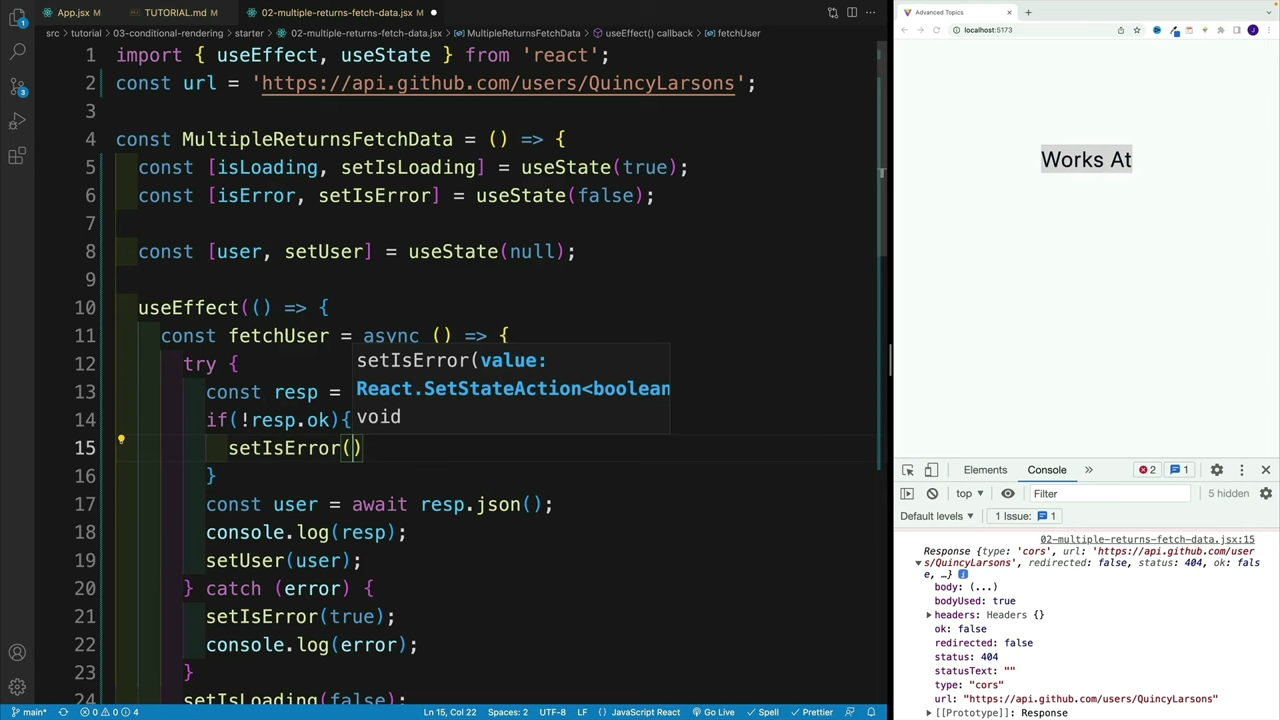 App.jsx M
TUTORIAL.md M
02-multiple-returns-fetch-data.jsx M
src > tutorial > 03-conditional-rendering > starter > 02-multiple-returns-fetch-data.jsx > MultipleReturnsFetchData > useEffect() callback > fetchUser
1 import { useEffect, useState } from 'react';
2 const url = 'https://api.github.com/users/QuincyLarsons';
3
4 const MultipleReturnsFetchData = () => {
5 const [isLoading, setIsLoading] = useState(true);
6 const [isError, setIsError] = useState(false);
7
8 const [user, setUser] = useState(null);
9
10 useEffect(() => {
11 const fetchUser = async () => {
12 try {
13 const resp =
14 if(!resp.ok){
15 setIsError()
16 }
17 const user = await resp.json();
18 console.log(resp);
19 setUser(user);
20 } catch (error) {
21 setIsError(true);
22 console.log(error);
23 }
24 setIsLoading(false);
setIsError(value:
React.SetStateAction<boolean
void
1
3
main*
0 0 4
Ln 15, Col 22
Spaces: 2
UTF-8
LF
{} JavaScript React
Go Live
Spell
Prettier
Advanced Topics
localhost:5173
J
Works At
Elements
Console
»
2
1
top
Filter
5 hidden
Default levels
1 Issue: 1
02-multiple-returns-fetch-data.jsx:15
Response {type: 'cors', url: 'https://api.github.com/user
s/QuincyLarsons', redirected: false, status: 404, ok: fals
e, …} i
body: (...)
bodyUsed: true
headers: Headers {}
ok: false
redirected: false
status: 404
statusText: ""
type: "cors"
url: "https://api.github.com/users/QuincyLarsons"
[[Prototype]]: Response